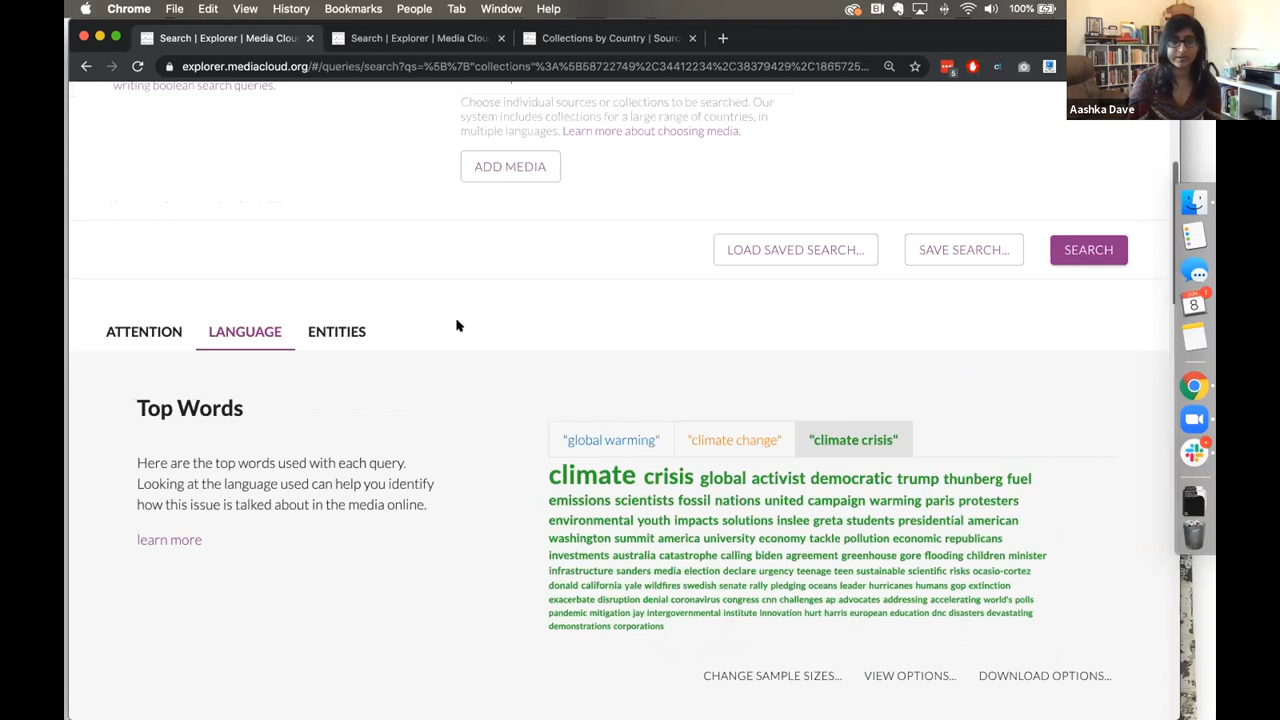 Chrome File Edit View History Bookmarks People Tab Window Help
100%
Search | Explorer | Media Clou
Search |
Collections by Country | Sour
explorer.mediacloud.org/#/queries/search?q=%5B%7B"collections"%3A%5B58722749%2C34412234%2C38379429%2C1865725...
Aashka Dave
writing boolean search queries.
Choose individual sources or collections to be searched. Our
system includes collections for a large range of countries, in
multiple languages. Learn more about choosing media.
ADD MEDIA
LOAD SAVED SEARCH... SAVE SEARCH... SEARCH
ATTENTION LANGUAGE ENTITIES
Top Words
Here are the top words used with each query.
Looking at the language used can help you identify
how this issue is talked about in the media online.
learn more
"global warming" "climate change" "climate crisis"
climate crisis global activist democratic trump thunberg fuel
emissions scientists fossil nations united campaign warming paris protesters
environmental youth impacts solutions inslee greta students presidential american
washington summit america university economy tackle pollution economic republicans
investments australia catastrophe calling biden agreement greenhouse gore flooding children minister
infrastructure sanders media election declare urgency teenage teen sustainable scientific risks ocasio-cortez
donald california yale wildfires swedish senate rally pledging oceans leader hurricanes humans gop extinction
exacerbate disruption denial coronavirus congress cnn challenges ap advocates addressing accelerating world's polls
pandemic mitigation jay intergovernmental institute innovation hurt harris european education dnc disasters devastating
demonstrations corporations
CHANGE SAMPLE SIZES... VIEW OPTIONS... DOWNLOAD OPTIONS...
8